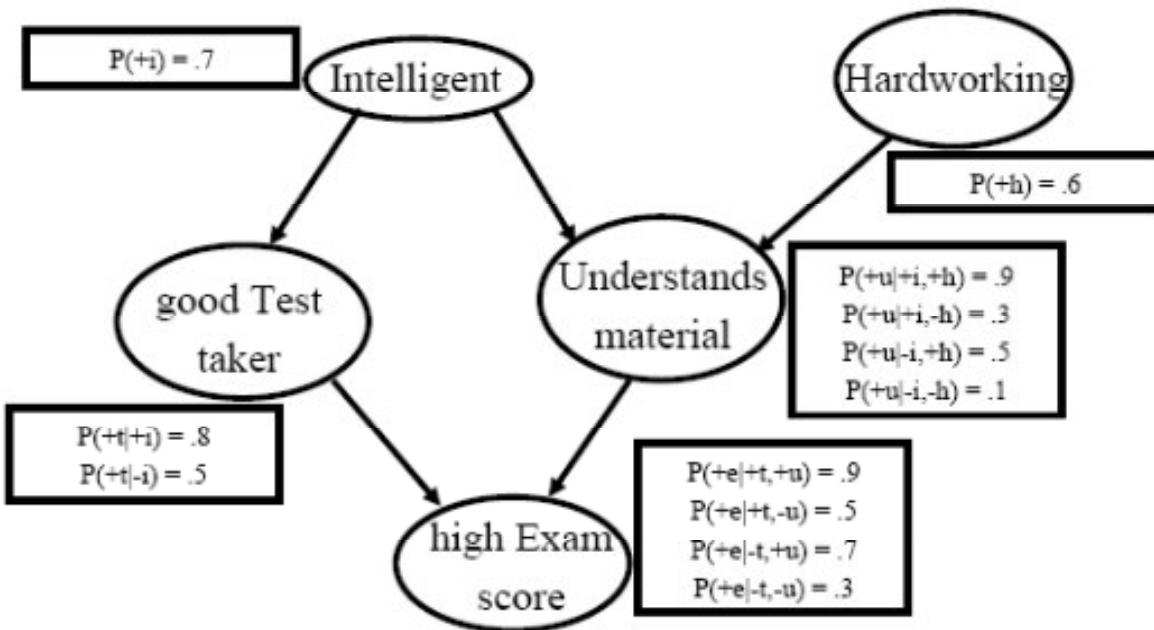 P(+i) = .7
Intelligent
Hardworking
P(+h) = .6
good Test
taker
Understands
material
P(+u|+i,+h) = .9
P(+u|+i,-h) = .3
P(+u|-i,+h) = .5
P(+u|-i,-h) = .1
P(+t|+i) = .8
P(+t|-i) = .5
high Exam
score
P(+e|+t,+u) = .9
P(+e|+t,-u) = .5
P(+e|-t,+u) = .7
P(+e|-t,-u) = .3